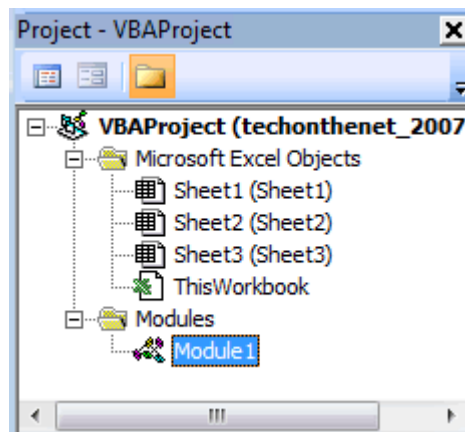 Project - VBAProject
VBAProject (techonthenet_2007
Microsoft Excel Objects
Sheet1 (Sheet1)
Sheet2 (Sheet2)
Sheet3 (Sheet3)
ThisWorkbook
Modules
Module1